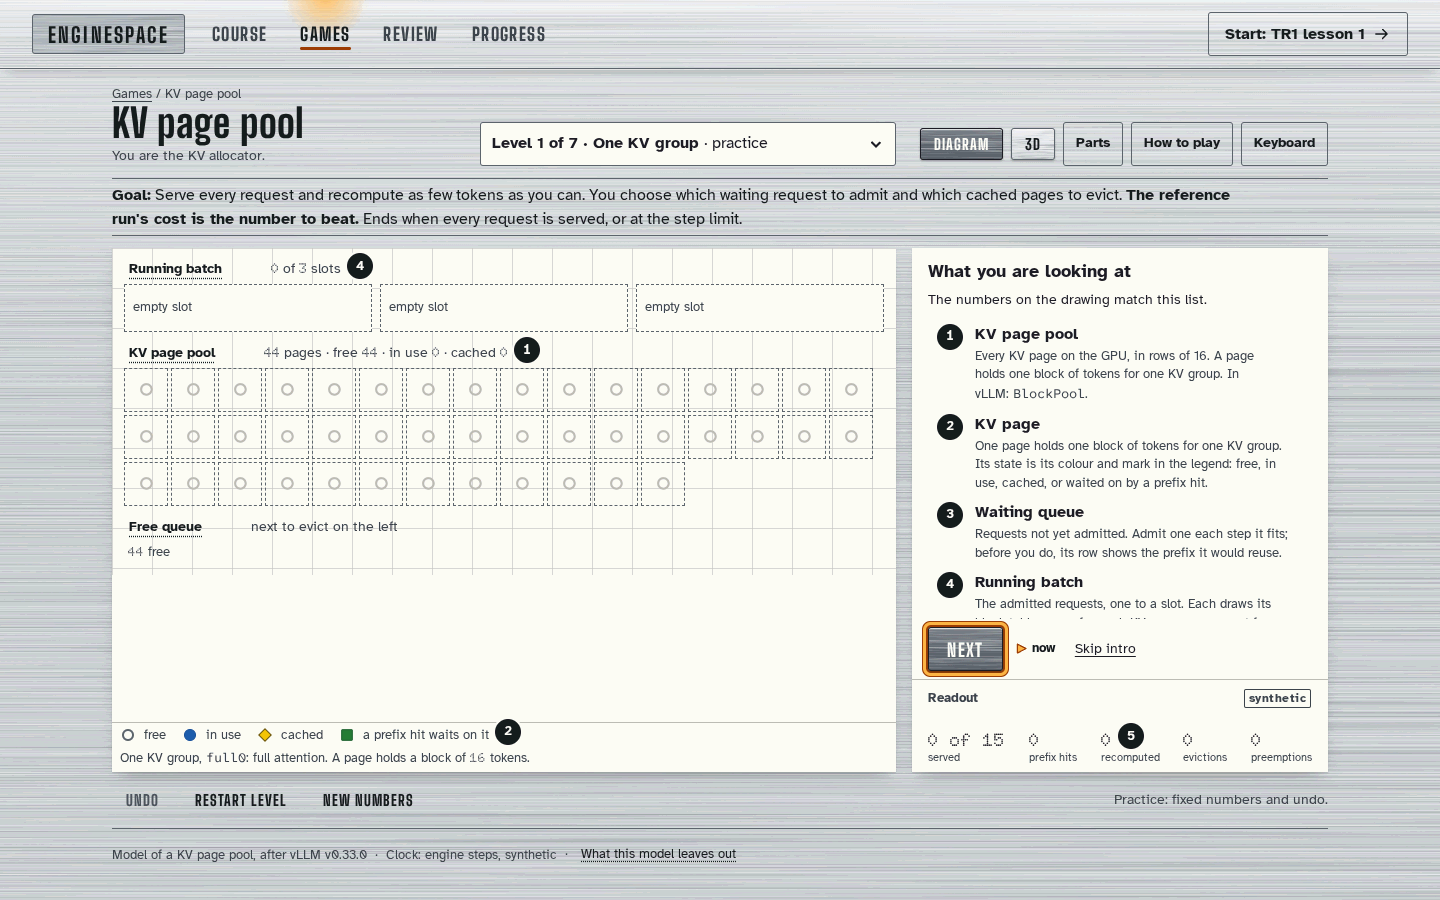 ENGINESPACE COURSE GAMES REVIEW PROGRESS Start: TR1 lesson 1 →
Games / KV page pool
KV page pool
You are the KV allocator.
Level 1 of 7 · One KV group · practice
DIAGRAM 3D Parts How to play Keyboard
Goal: Serve every request and recompute as few tokens as you can. You choose which waiting request to admit and which cached pages to evict. The reference
run's cost is the number to beat. Ends when every request is served, or at the step limit.
Running batch 0 of 3 slots 4
empty slot empty slot empty slot
KV page pool 44 pages · free 44 · in use 0 · cached 0 1
Free queue next to evict on the left
44 free
free in use cached a prefix hit waits on it 2
One KV group, full0: full attention. A page holds a block of 16 tokens.
What you are looking at
The numbers on the drawing match this list.
1 KV page pool
Every KV page on the GPU, in rows of 16. A page
holds one block of tokens for one KV group. In
vLLM: BlockPool.
2 KV page
One page holds one block of tokens for one KV group.
Its state is its colour and mark in the legend: free, in
use, cached, or waited on by a prefix hit.
3 Waiting queue
Requests not yet admitted. Admit one each step it fits;
before you do, its row shows the prefix it would reuse.
4 Running batch
The admitted requests, one to a slot. Each draws its
NEXT now Skip intro
Readout synthetic
0 of 15 0 0 5 0 0
served prefix hits recomputed evictions preemptions
UNDO RESTART LEVEL NEW NUMBERS Practice: fixed numbers and undo.
Model of a KV page pool, after vLLM v0.33.0 · Clock: engine steps, synthetic · What this model leaves out